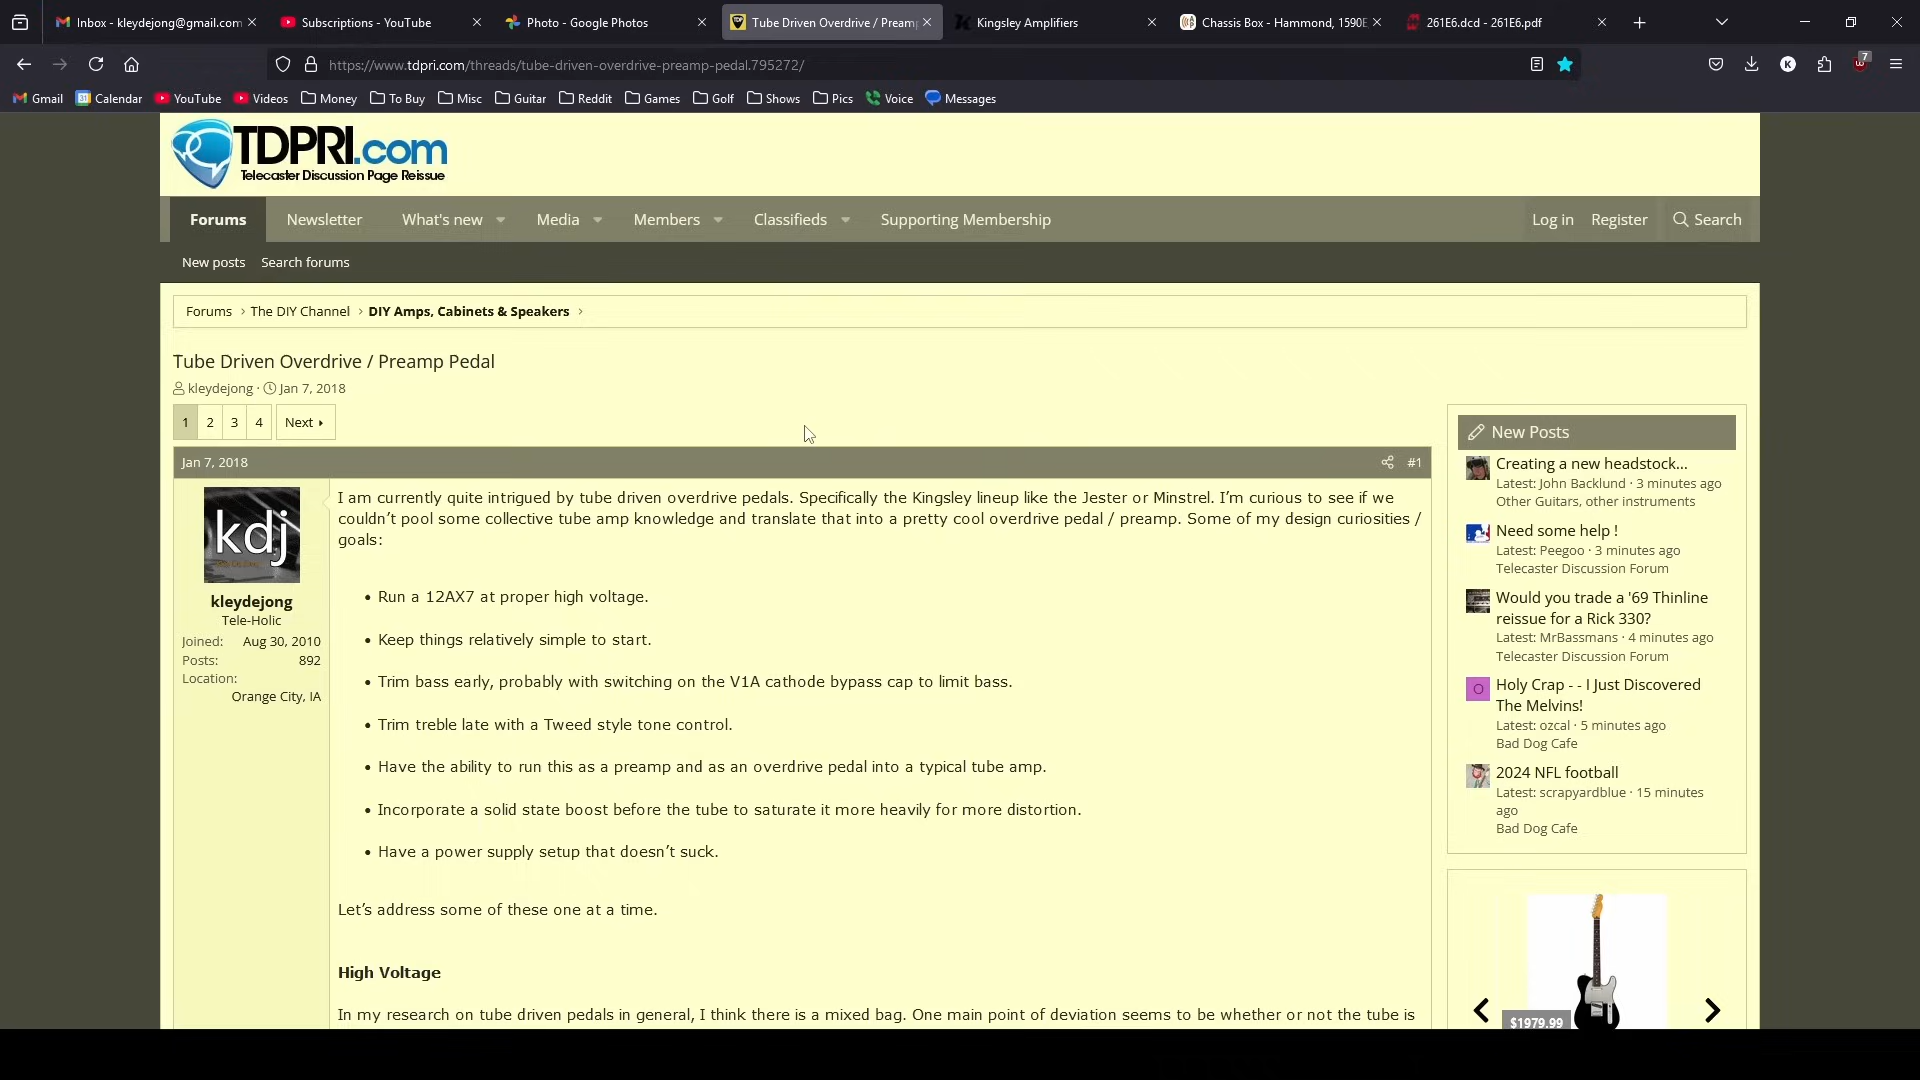 Inbox - kleydejong@gmail.com
Subscriptions - YouTube
Photo - Google Photos
Tube Driven Overdrive / Preamp
Kingsley Amplifiers
Chassis Box - Hammond, 1590E
261E6.dcd - 261E6.pdf
https://www.tdpri.com/threads/tube-driven-overdrive-preamp-pedal.795272/
K
7
Gmail
31 Calendar
YouTube
Videos
Money
To Buy
Misc
Guitar
Reddit
Games
Golf
Shows
Pics
Voice
Messages
TDPRI.com
Telecaster Discussion Page Reissue
Forums Newsletter What's new Media Members Classifieds Supporting Membership Log in Register Search
New posts Search forums
Forums › The DIY Channel › DIY Amps, Cabinets & Speakers ›
Tube Driven Overdrive / Preamp Pedal
kleydejong · Jan 7, 2018
1 2 3 4 Next
Jan 7, 2018 #1
kdj
kleydejong
Tele-Holic
Joined: Aug 30, 2010
Posts: 892
Location:
Orange City, IA
I am currently quite intrigued by tube driven overdrive pedals. Specifically the Kingsley lineup like the Jester or Minstrel. I'm curious to see if we
couldn't pool some collective tube amp knowledge and translate that into a pretty cool overdrive pedal / preamp. Some of my design curiosities /
goals:
• Run a 12AX7 at proper high voltage.
• Keep things relatively simple to start.
• Trim bass early, probably with switching on the V1A cathode bypass cap to limit bass.
• Trim treble late with a Tweed style tone control.
• Have the ability to run this as a preamp and as an overdrive pedal into a typical tube amp.
• Incorporate a solid state boost before the tube to saturate it more heavily for more distortion.
• Have a power supply setup that doesn't suck.
Let's address some of these one at a time.
High Voltage
In my research on tube driven pedals in general, I think there is a mixed bag. One main point of deviation seems to be whether or not the tube is
New Posts
Creating a new headstock...
Latest: John Backlund · 3 minutes ago
Other Guitars, other instruments
Need some help !
Latest: Peegoo · 3 minutes ago
Telecaster Discussion Forum
Would you trade a '69 Thinline
reissue for a Rick 330?
Latest: MrBassmans · 4 minutes ago
Telecaster Discussion Forum
O
Holy Crap - - I Just Discovered
The Melvins!
Latest: ozcal · 5 minutes ago
Bad Dog Cafe
2024 NFL football
Latest: scrapyardblue · 15 minutes
ago
Bad Dog Cafe
$1979.99